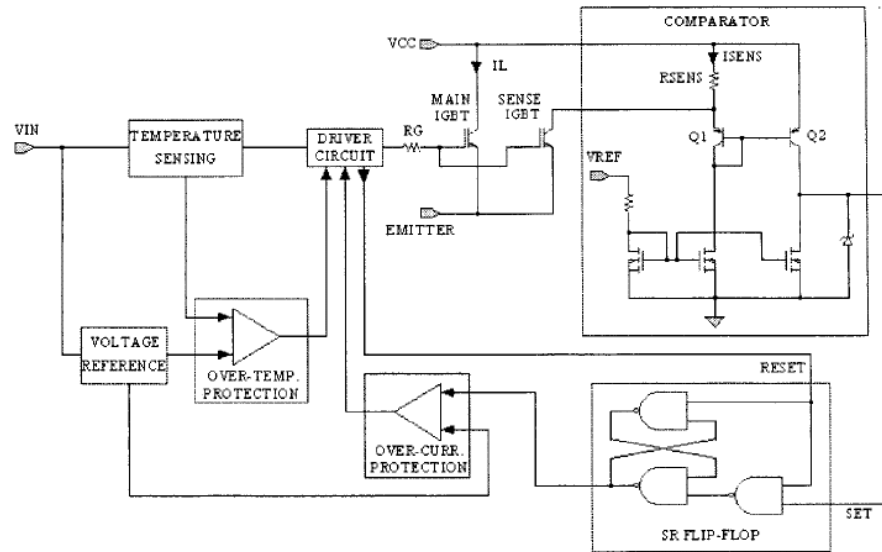 COMPARATOR
VCC
ISENS
IL
RSENS
MAIN
IGBT
SENSE
IGBT
VIN
TEMPERATURE
SENSING
DRIVER
CIRCUIT
RG
Q1
Q2
VREF
EMITTER
VOLTAGE
REFERENCE
OVER-TEMP.
PROTECTION
RESET
OVER-CURR.
PROTECTION
SET
SR FLIP-FLOP